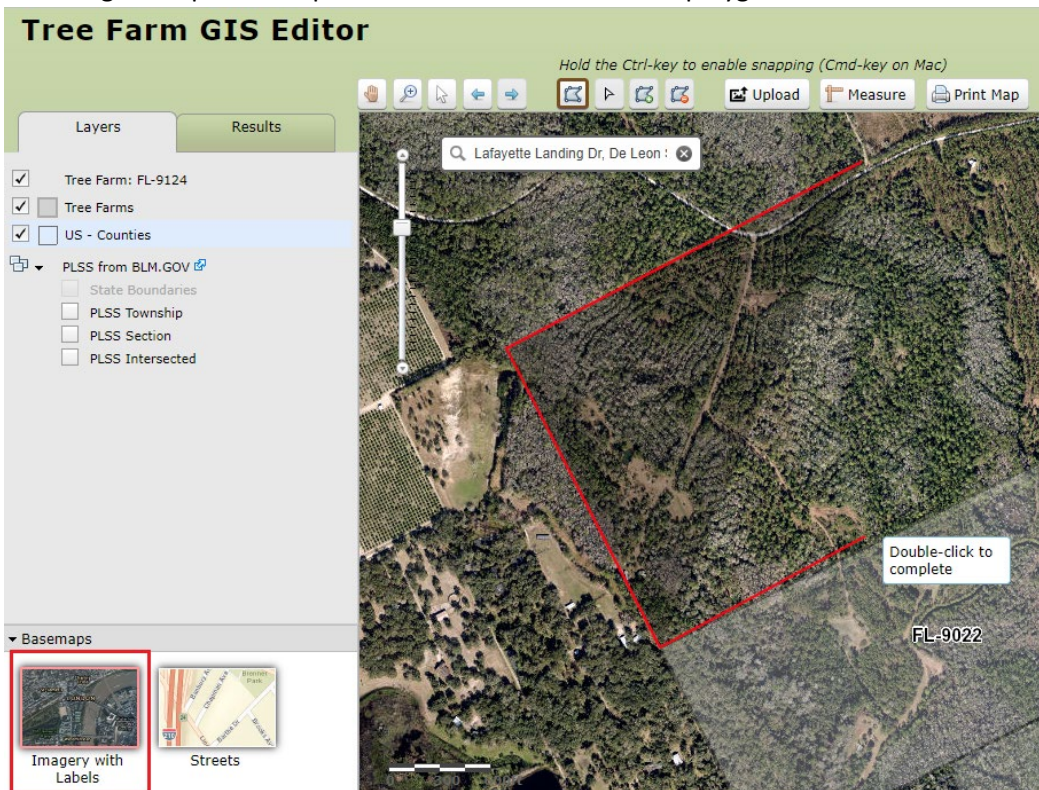 Tree Farm GIS Editor
Hold the Ctrl-key to enable snapping (Cmd-key on Mac)
Upload
Measure
Print Map
Layers
Results
Lafayette Landing Dr, De Leon
Tree Farm: FL-9124
Tree Farms
US - Counties
PLSS from BLM.GOV
State Boundaries
PLSS Township
PLSS Section
PLSS Intersected
Double-click to
complete
FL-9022
Basemaps
Imagery with
Labels
Streets